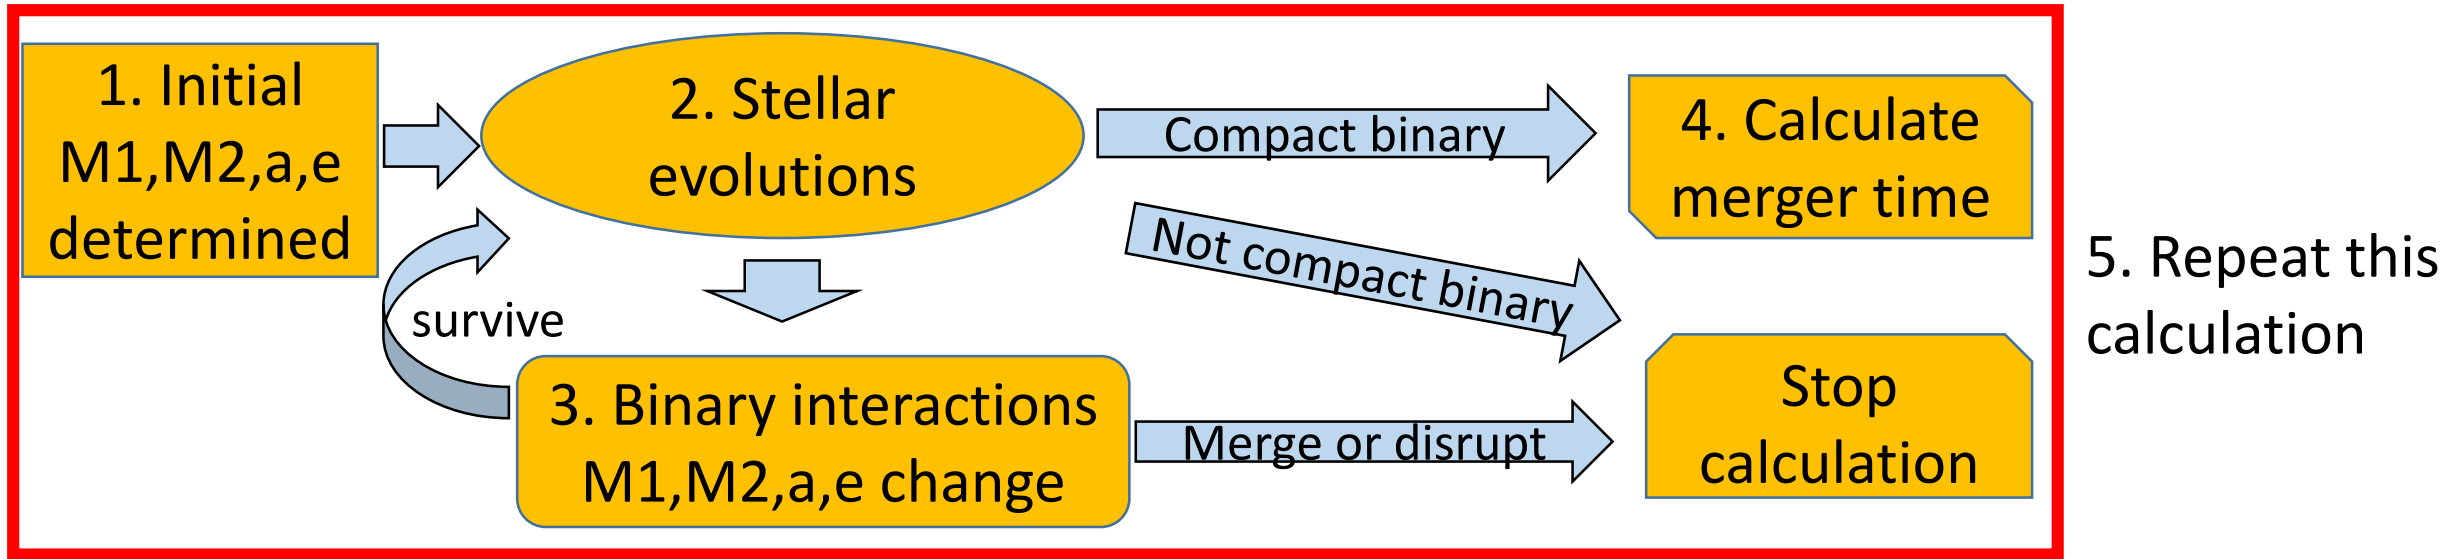 1. Initial
M1,M2,a,e
determined
2. Stellar
evolutions
Compact binary
4. Calculate
merger time
Not compact binary
survive
3. Binary interactions
M1,M2,a,e change
Merge or disrupt
Stop
calculation
5. Repeat this
calculation